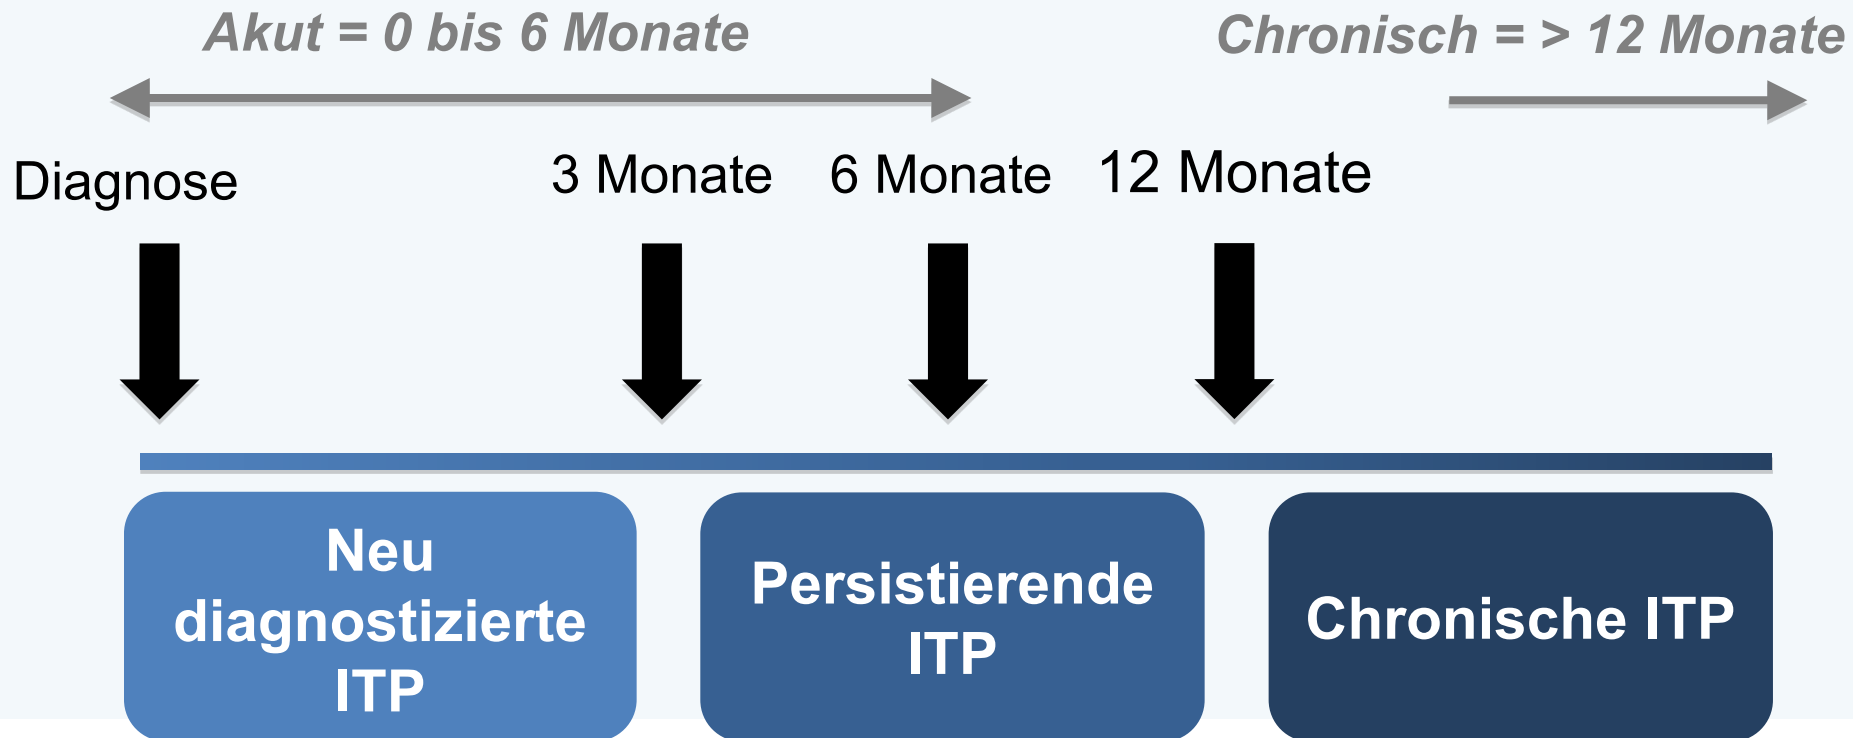 Akut = 0 bis 6 Monate
Chronisch = > 12 Monate
Diagnose
3 Monate
6 Monate
12 Monate
Neu
diagnostizierte
ITP
Persistierende
ITP
Chronische ITP